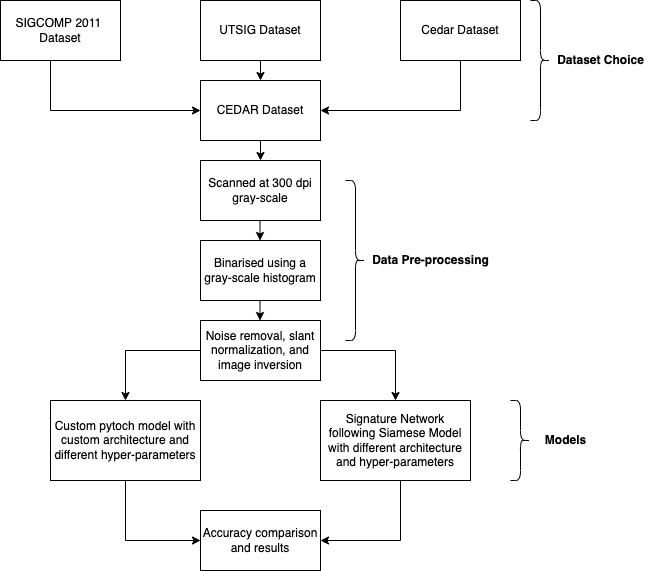 SIGCOMP 2011
Dataset
UTSIG Dataset
Cedar Dataset
Dataset Choice
CEDAR Dataset
Scanned at 300 dpi
gray-scale
Data Pre-processing
Binarised using a
gray-scale histogram
Noise removal, slant
normalization, and
image inversion
Custom pytoch model with
custom architecture and
different hyper-parameters
Signature Network
following Siamese Model
with different architecture
and hyper-parameters
Models
Accuracy comparison
and results